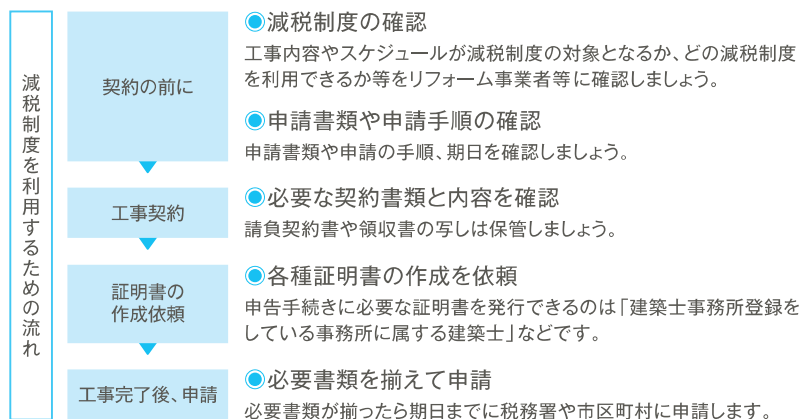 減税制度を利用するための流れ
契約の前に
◉減税制度の確認
工事内容やスケジュールが減税制度の対象となるか、どの減税制度
を利用できるか等をリフォーム事業者等に確認しましょう。
◉申請書類や申請手順の確認
申請書類や申請の手順、期日を確認しましょう。
工事契約
◉必要な契約書類と内容を確認
請負契約書や領収書の写しは保管しましょう。
証明書の
作成依頼
◉各種証明書の作成を依頼
申告手続きに必要な証明書を発行できるのは「建築士事務所登録を
している事務所に属する建築士」などです。
工事完了後、申請
◉必要書類を揃えて申請
必要書類が揃ったら期日までに税務署や市区町村に申請します。